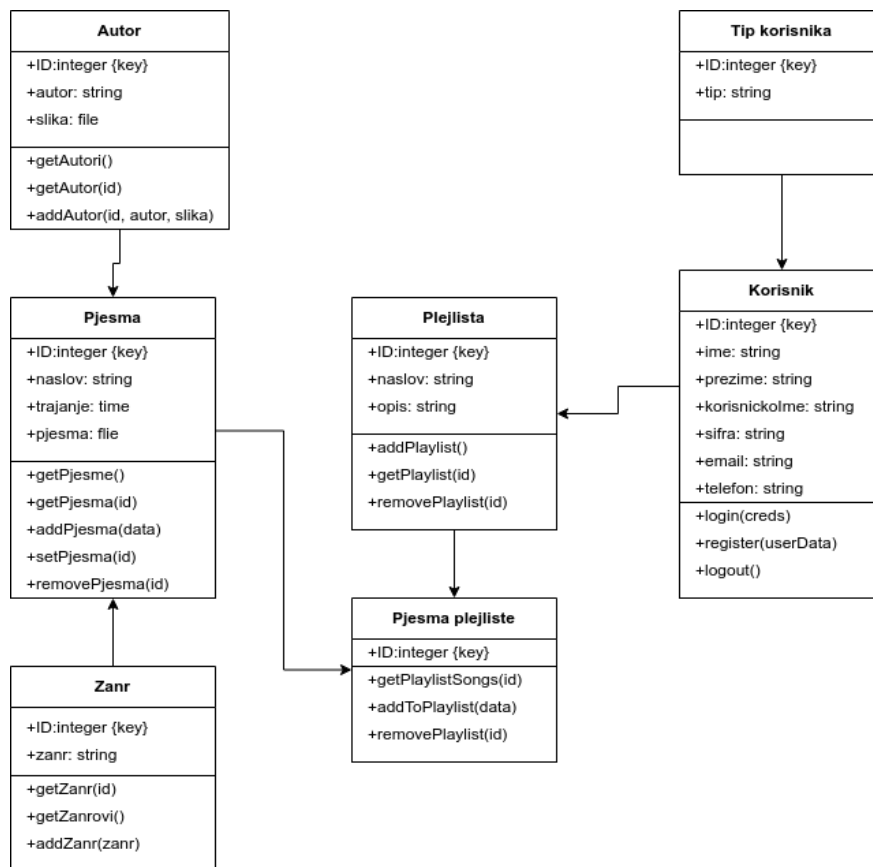 Autor
+ID:integer {key}
+autor: string
+slika: file
+getAutori()
+getAutor(id)
+addAutor(id, autor, slika)
Tip korisnika
+ID:integer {key}
+tip: string
Pjesma
+ID:integer {key}
+naslov: string
+trajanje: time
+pjesma: flie
+getPjesme()
+getPjesma(id)
+addPjesma(data)
+setPjesma(id)
+removePjesma(id)
Plejlista
+ID:integer {key}
+naslov: string
+opis: string
+addPlaylist()
+getPlaylist(id)
+removePlaylist(id)
Korisnik
+ID:integer {key}
+ime: string
+prezime: string
+korisnickoIme: string
+sifra: string
+email: string
+telefon: string
+login(creds)
+register(userData)
+logout()
Pjesma plejliste
+ID:integer {key}
+getPlaylistSongs(id)
+addToPlaylist(data)
+removePlaylist(id)
Zanr
+ID:integer {key}
+zanr: string
+getZanr(id)
+getZanrovi()
+addZanr(zanr)